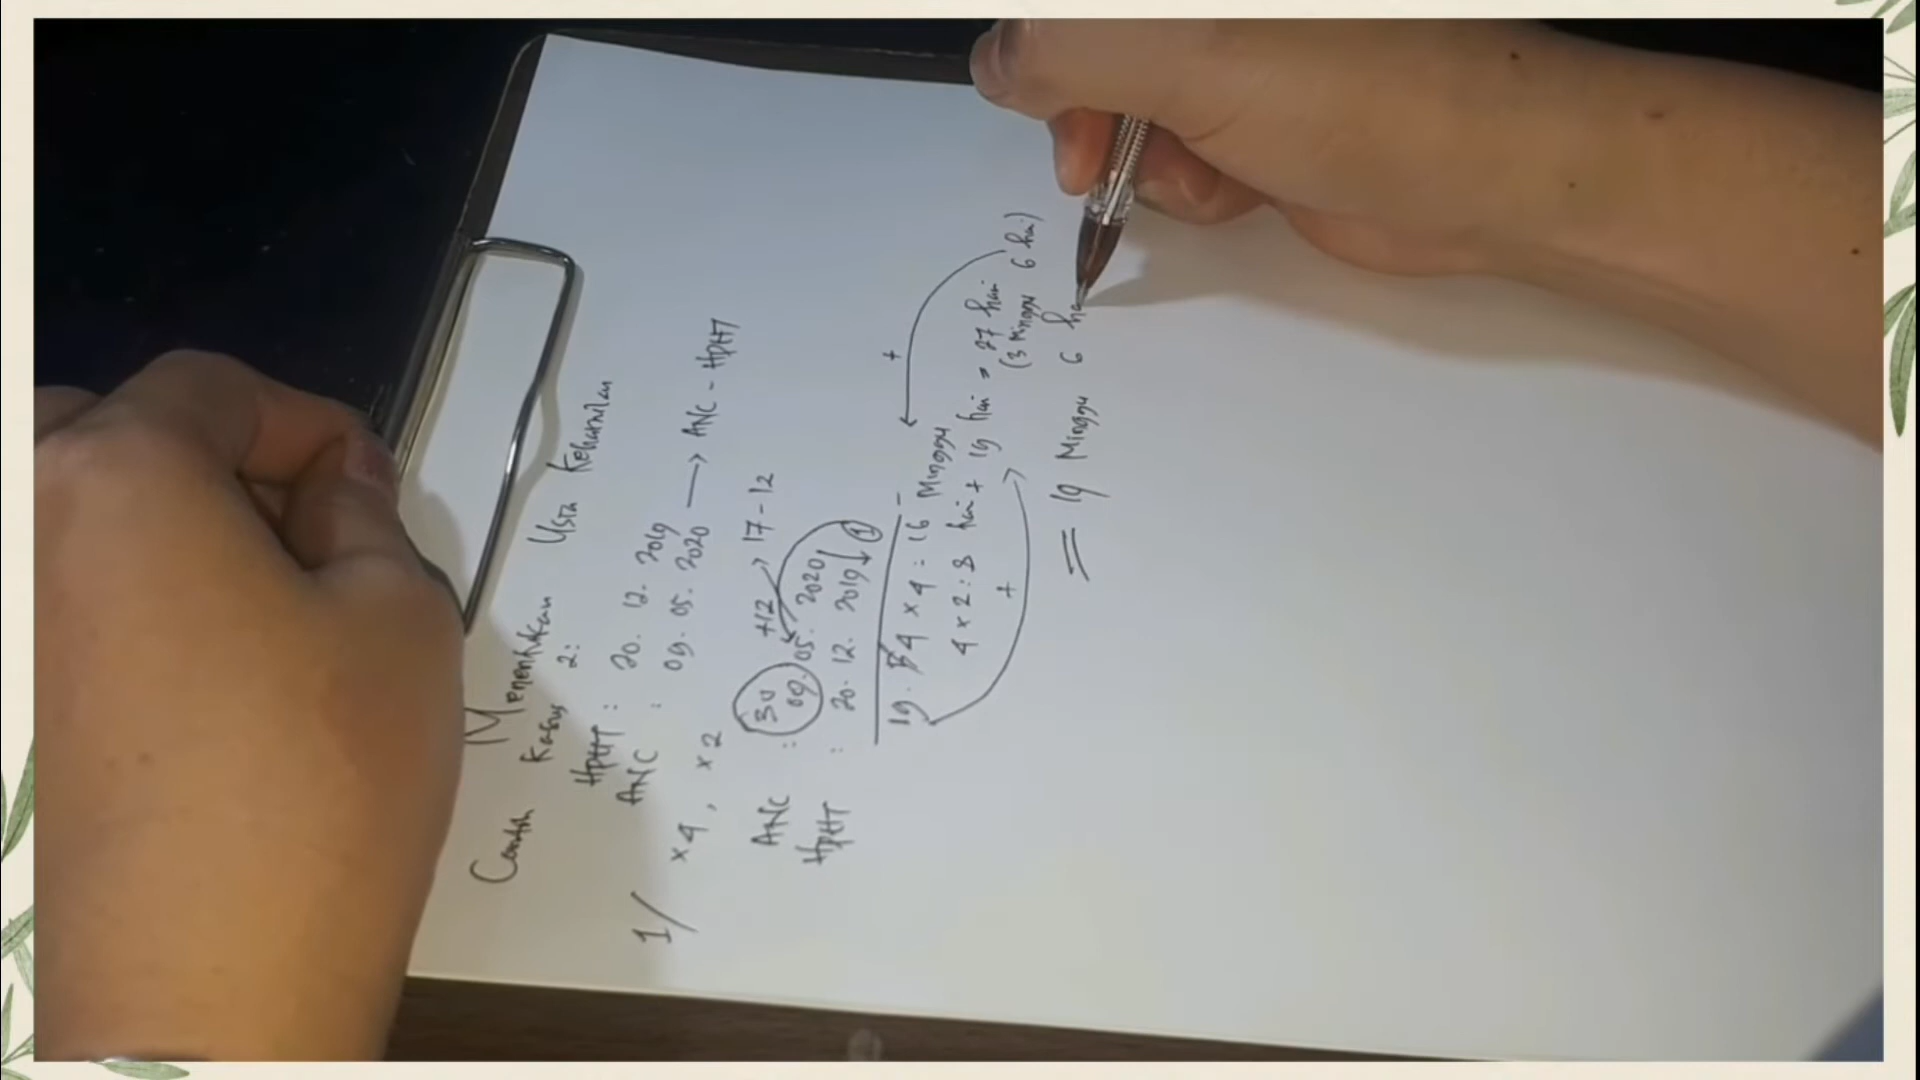 Menentukan Usia Kehamilan
Contoh Kasus 2:
HPHT : 20. 12. 2019
ANC : 09. 05. 2020 → ANC - HPHT
1/ x4, x2
30 +12 → 17 - 12
ANC : 09. 05. 2020
HPHT : 20. 12. 2019 1
-
19. 4 x 4 = 16 Minggu
4 x 2 : 8 hari + 19 hari = 27 hari
(3 Minggu 6 hari)
+
+
= 19 Minggu 6 ha